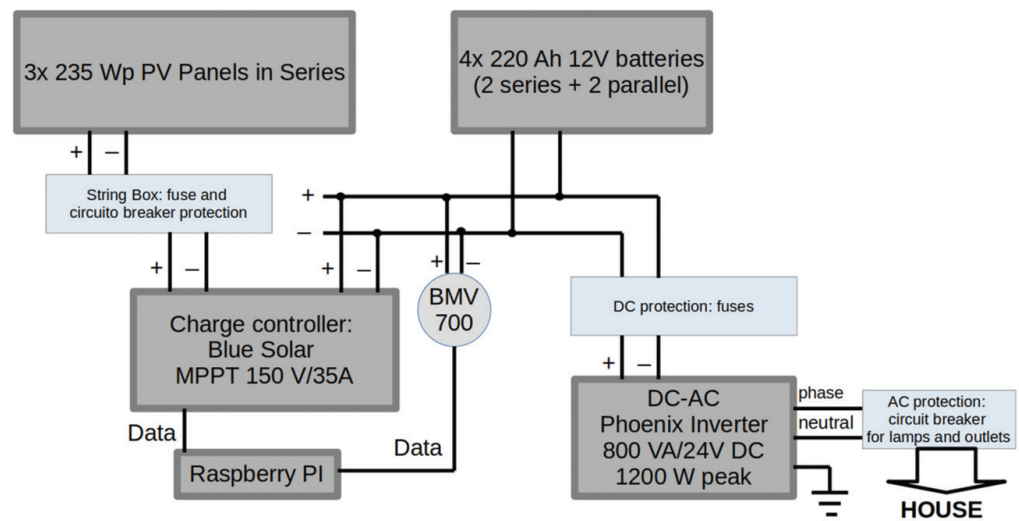 3x 235 Wp PV Panels in Series
4x 220 Ah 12V batteries
(2 series + 2 parallel)
+ –
String Box: fuse and
circuito breaker protection
+
–
+ –
+ –
+ –
BMV
700
DC protection: fuses
Charge controller:
Blue Solar
MPPT 150 V/35A
+ –
DC-AC
Phoenix Inverter
800 VA/24V DC
1200 W peak
phase
neutral
AC protection:
circuit breaker
for lamps and outlets
Data
Data
Raspberry PI
HOUSE